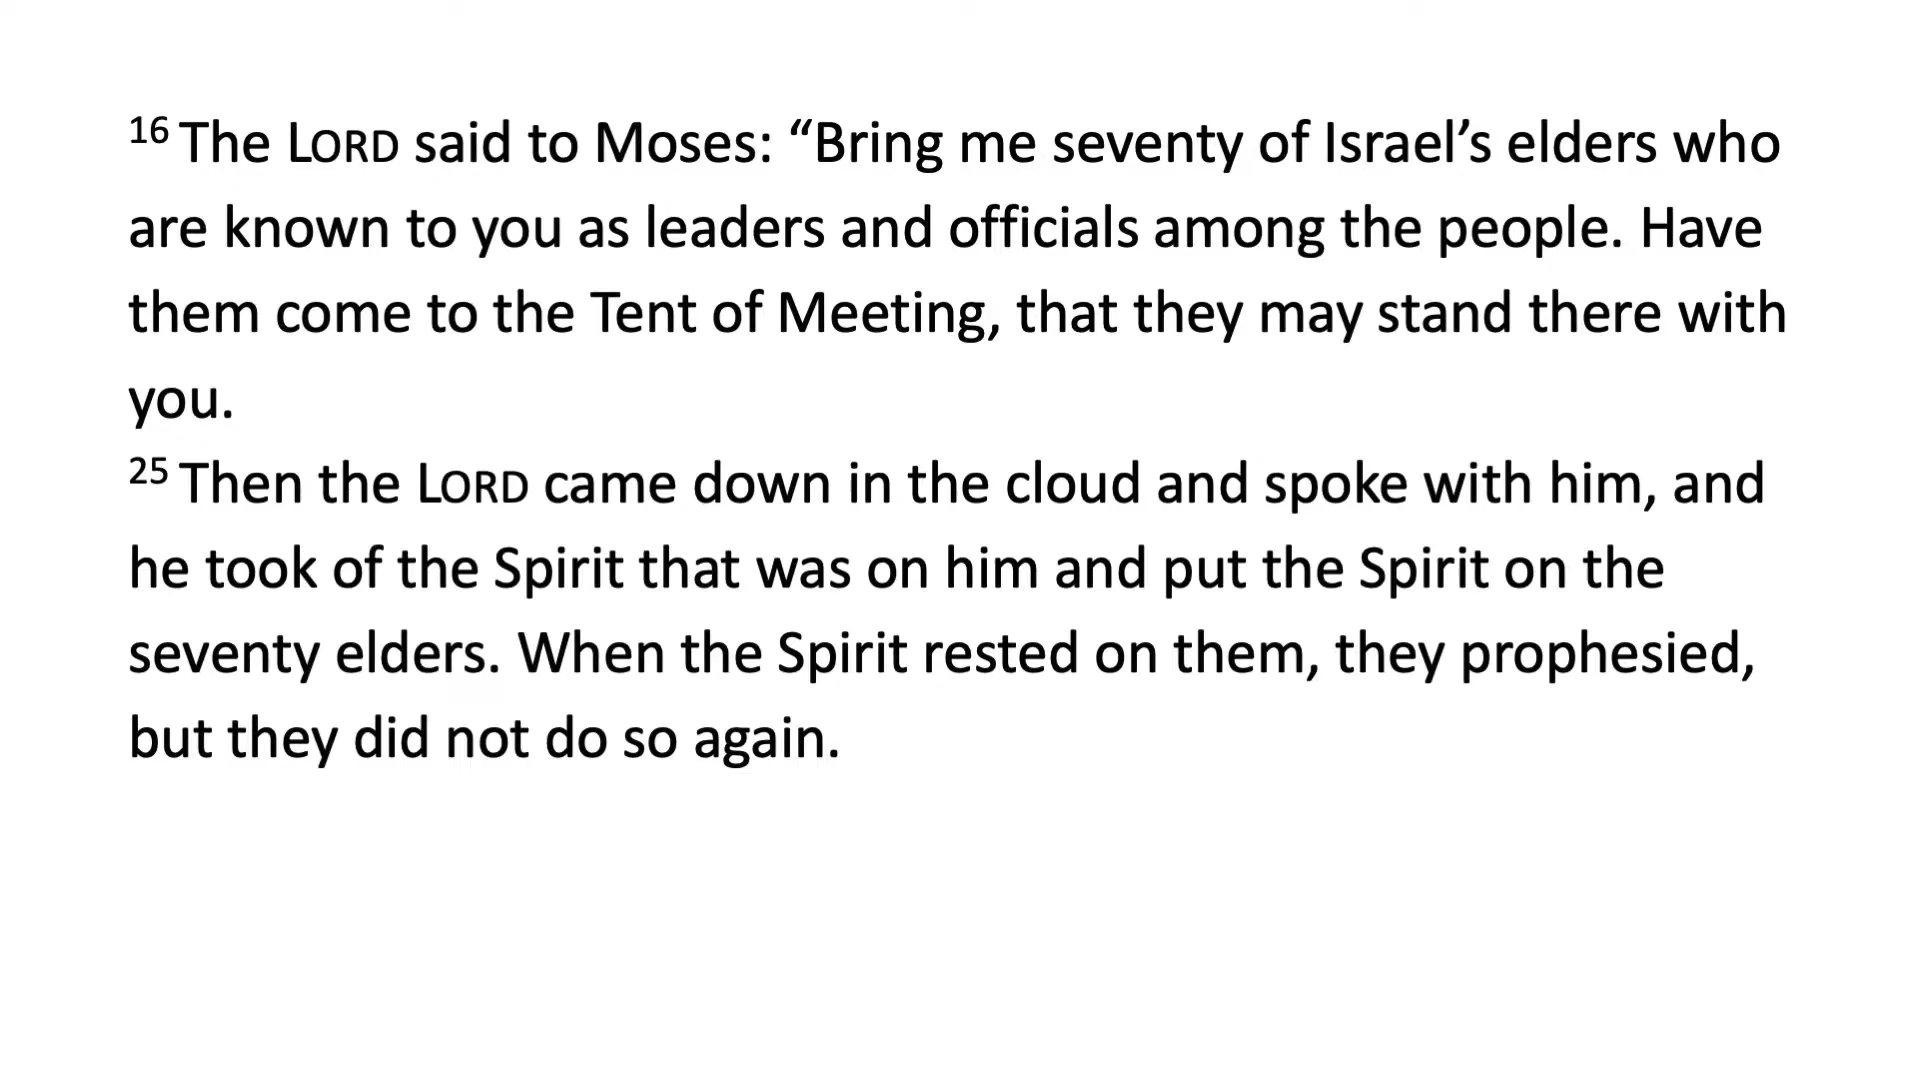 16 The LORD said to Moses: “Bring me seventy of Israel’s elders who
are known to you as leaders and officials among the people. Have
them come to the Tent of Meeting, that they may stand there with
you.
25 Then the LORD came down in the cloud and spoke with him, and
he took of the Spirit that was on him and put the Spirit on the
seventy elders. When the Spirit rested on them, they prophesied,
but they did not do so again.